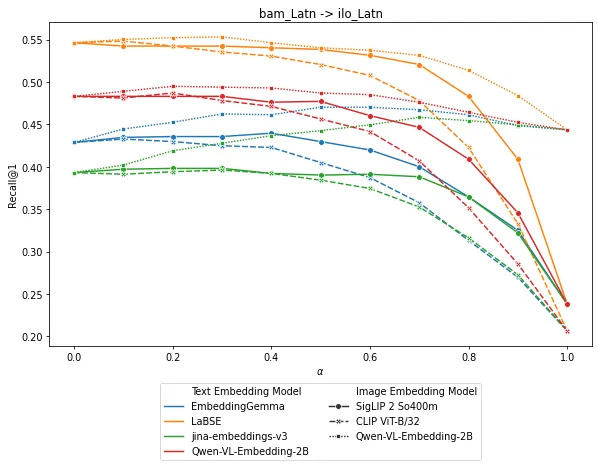 bam_Latn -> ilo_Latn
Recall@1
0.55
0.50
0.45
0.40
0.35
0.30
0.25
0.20
0.0 0.2 0.4 0.6 0.8 1.0
α
Text Embedding Model Image Embedding Model
EmbeddingGemma SigLIP 2 So400m
LaBSE CLIP ViT-B/32
jina-embeddings-v3 Qwen-VL-Embedding-2B
Qwen-VL-Embedding-2B